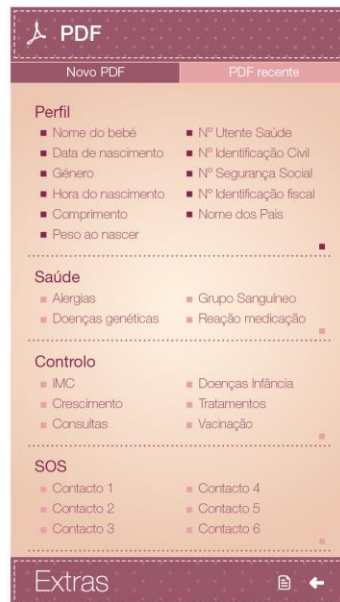 PDF
Novo PDF
PDF recente
Perfil
Nome do bebé
Data de nascimento
Género
Hora do nascimento
Comprimento
Peso ao nascer
Nº Utente Saúde
Nº Identificação Civil
Nº Segurança Social
Nº Identificação fiscal
Nome dos Pais
Saúde
Alergias
Doenças genéticas
Grupo Sanguíneo
Reação medicação
Controlo
IMC
Crescimento
Consultas
Doenças Infância
Tratamentos
Vacinação
SOS
Contacto 1
Contacto 2
Contacto 3
Contacto 4
Contacto 5
Contacto 6
Extras